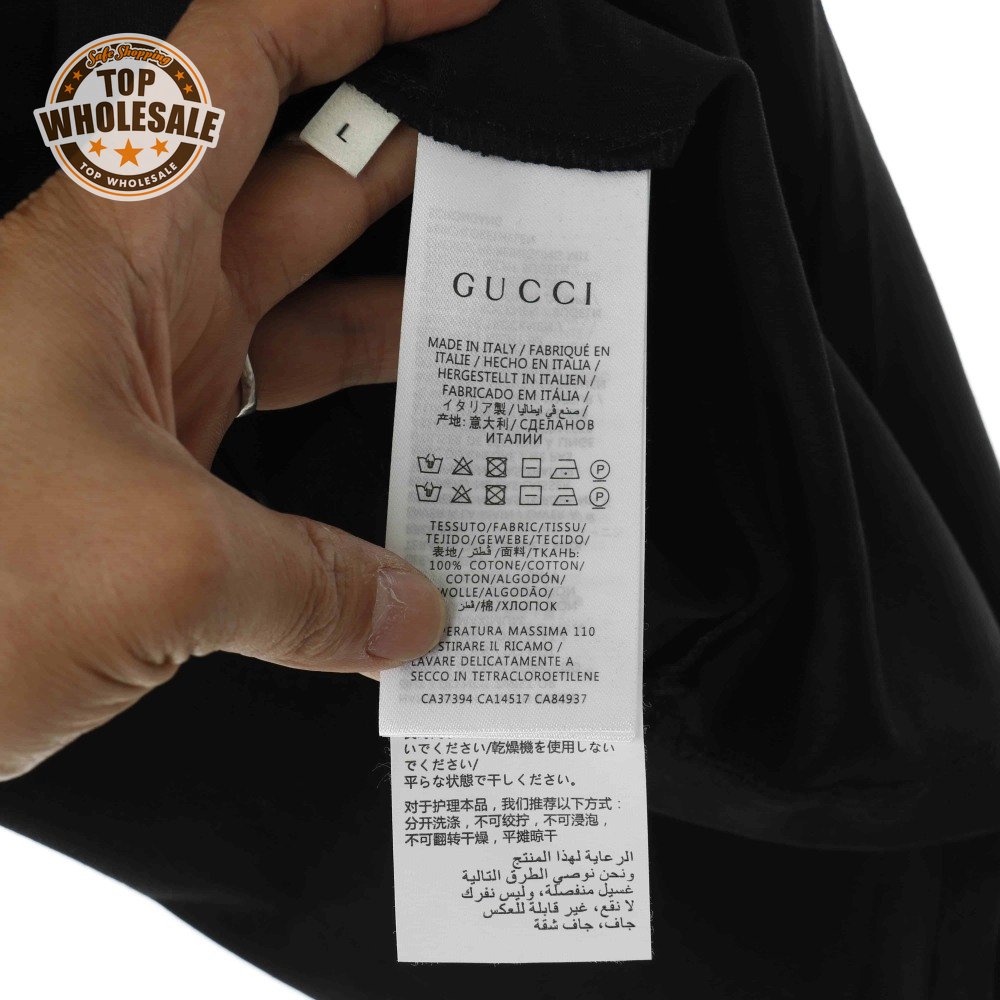 Safe Shopping
TOP
WHOLESALE
TOP WHOLESALE
L
GUCCI
MADE IN ITALY / FABRIQUÉ EN
ITALIE / HECHO EN ITALIA /
HERGESTELLT IN ITALIEN /
FABRICADO EM ITÁLIA /
イタリア製 / صنع في ايطاليا /
产地: 意大利 / СДЕЛАНОВ
ИТАЛИИ
P
P
TESSUTO/FABRIC/TISSU/
TEJIDO/GEWEBE/TECIDO/
表地/ قطتر /面料/ТКАНЬ:
100% COTONE/COTTON/
COTON/ALGODÓN/
WOLLE/ALGODÃO/
قطن/棉/ХЛОПОК
PERATURA MASSIMA 110
STIRARE IL RICAMO /
LAVARE DELICATAMENTE A
SECCO IN TETRACLOROETILENE
CA37394 CA14517 CA84937
いでください/乾燥機を使用しない
でください/
平らな状態で干しください。
对于护理本品，我们推荐以下方式：
分开洗涤，不可绞拧，不可浸泡，
不可翻转干燥，平摊晾干
الرعاية لهذا المنتج
ونحن نوصي الطرق التالية
غسيل منفصلة، وليس نفرك
لا نقع، غير قابلة للعكس
جاف، جاف شقة